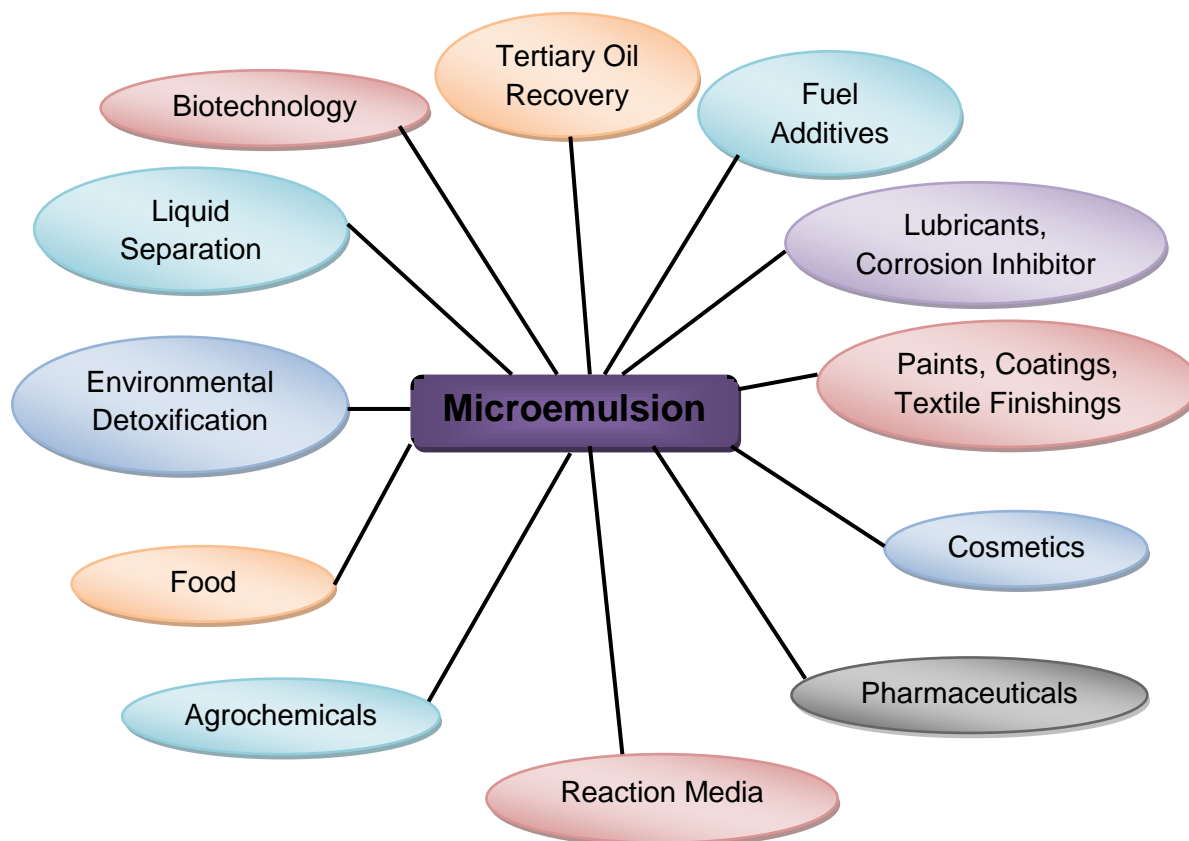 Tertiary Oil
Recovery
Fuel
Additives
Biotechnology
Liquid
Separation
Lubricants,
Corrosion Inhibitor
Environmental
Detoxification
Paints, Coatings,
Textile Finishings
Microemulsion
Cosmetics
Food
Pharmaceuticals
Agrochemicals
Reaction Media